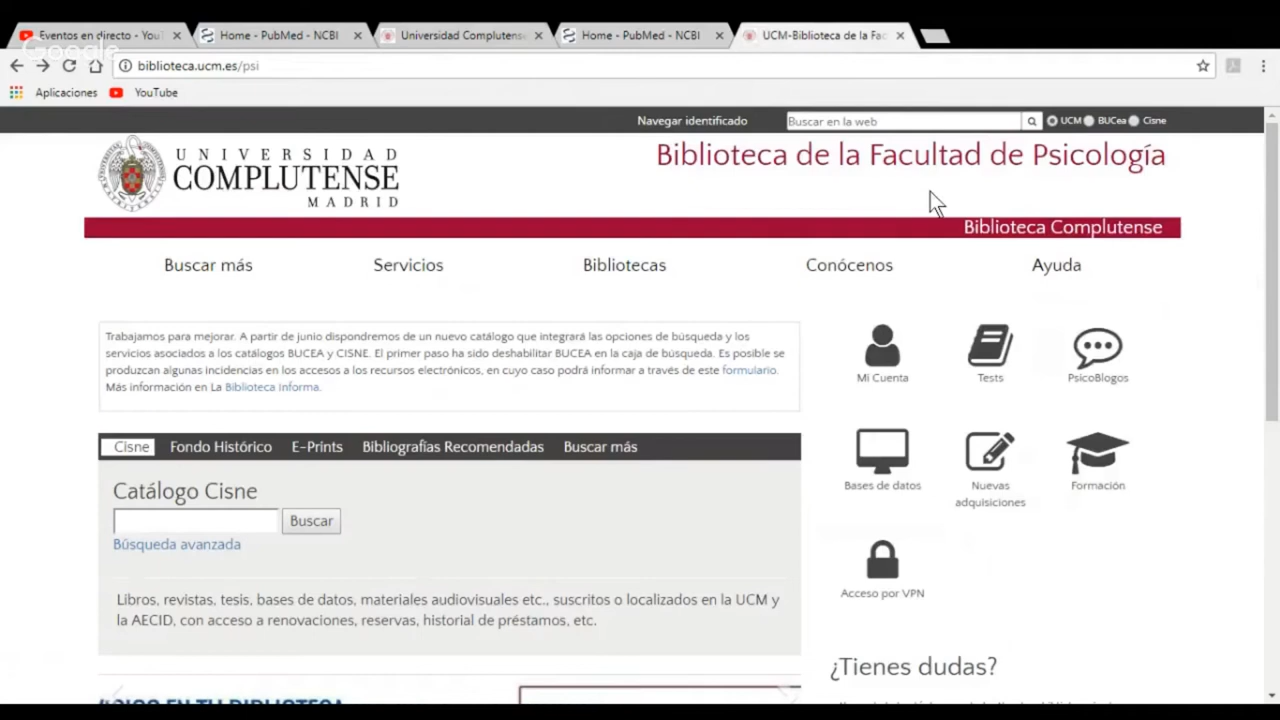 Eventos en directo - You
Home - PubMed - NCBI
Universidad Complutense
Home - PubMed - NCBI
UCM-Biblioteca de la Fac
Google
biblioteca.ucm.es/psi
Aplicaciones
YouTube
Navegar identificado
Buscar en la web
UCM
BUCea
Cisne
UNIVERSIDAD
COMPLUTENSE
MADRID
Biblioteca de la Facultad de Psicología
Biblioteca Complutense
Buscar más
Servicios
Bibliotecas
Conócenos
Ayuda
Trabajamos para mejorar. A partir de junio dispondremos de un nuevo catálogo que integrará las opciones de búsqueda y los
servicios asociados a los catálogos BUCEA y CISNE. El primer paso ha sido deshabilitar BUCEA en la caja de búsqueda. Es posible se
produzcan algunas incidencias en los accesos a los recursos electrónicos, en cuyo caso podrá informar a través de este formulario.
Más información en La Biblioteca Informa.
Mi Cuenta
Tests
PsicoBlogos
Cisne
Fondo Histórico
E-Prints
Bibliografías Recomendadas
Buscar más
Catálogo Cisne
Buscar
Búsqueda avanzada
Bases de datos
Nuevas
adquisiciones
Formación
Acceso por VPN
Libros, revistas, tesis, bases de datos, materiales audiovisuales etc., suscritos o localizados en la UCM y
la AECID, con acceso a renovaciones, reservas, historial de préstamos, etc.
¿Tienes dudas?
EN TU BIBLIOTECA